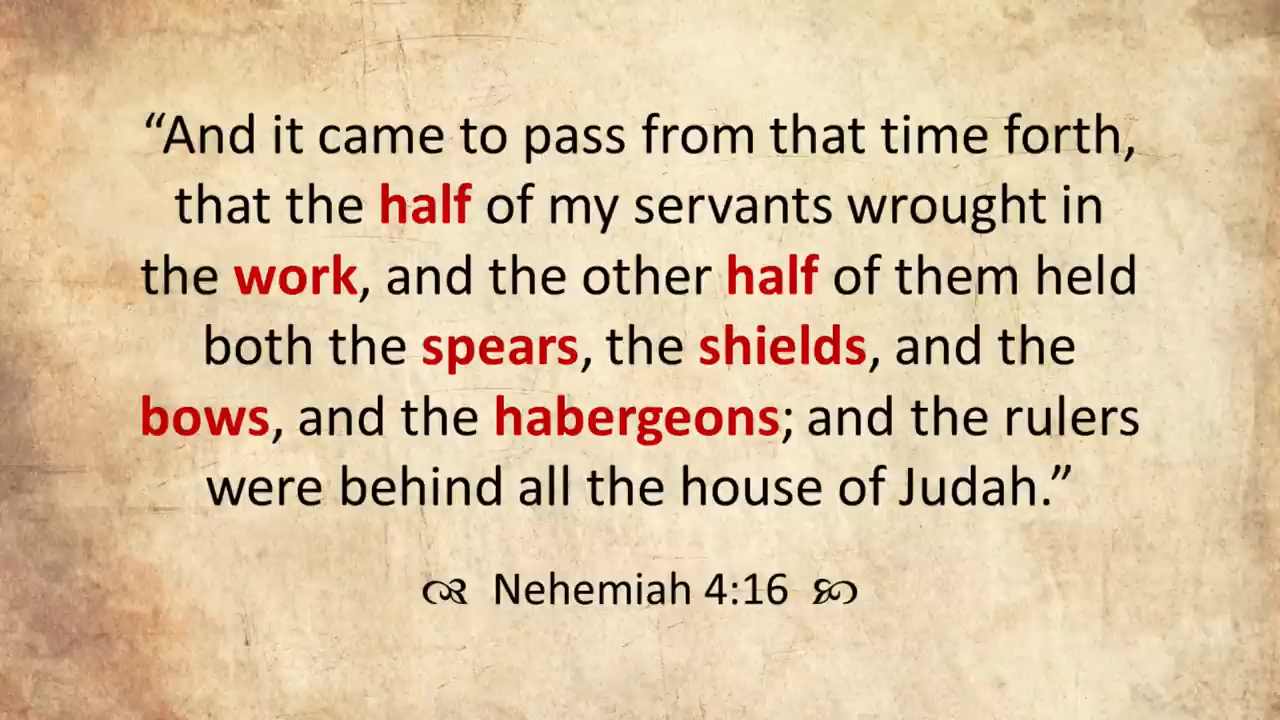 “And it came to pass from that time forth,
that the half of my servants wrought in
the work, and the other half of them held
both the spears, the shields, and the
bows, and the habergeons; and the rulers
were behind all the house of Judah.”
Nehemiah 4:16